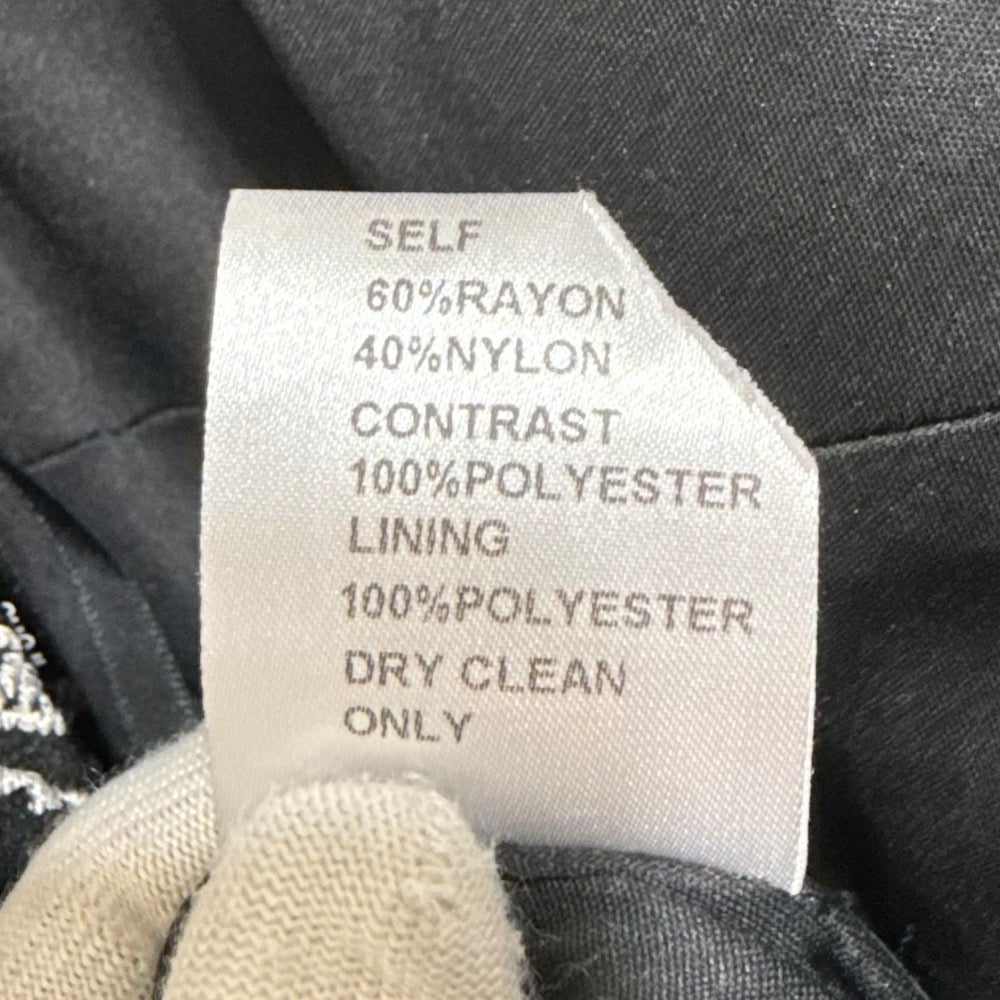 SELF
60%RAYON
40%NYLON
CONTRAST
100%POLYESTER
LINING
100%POLYESTER
DRY CLEAN
ONLY